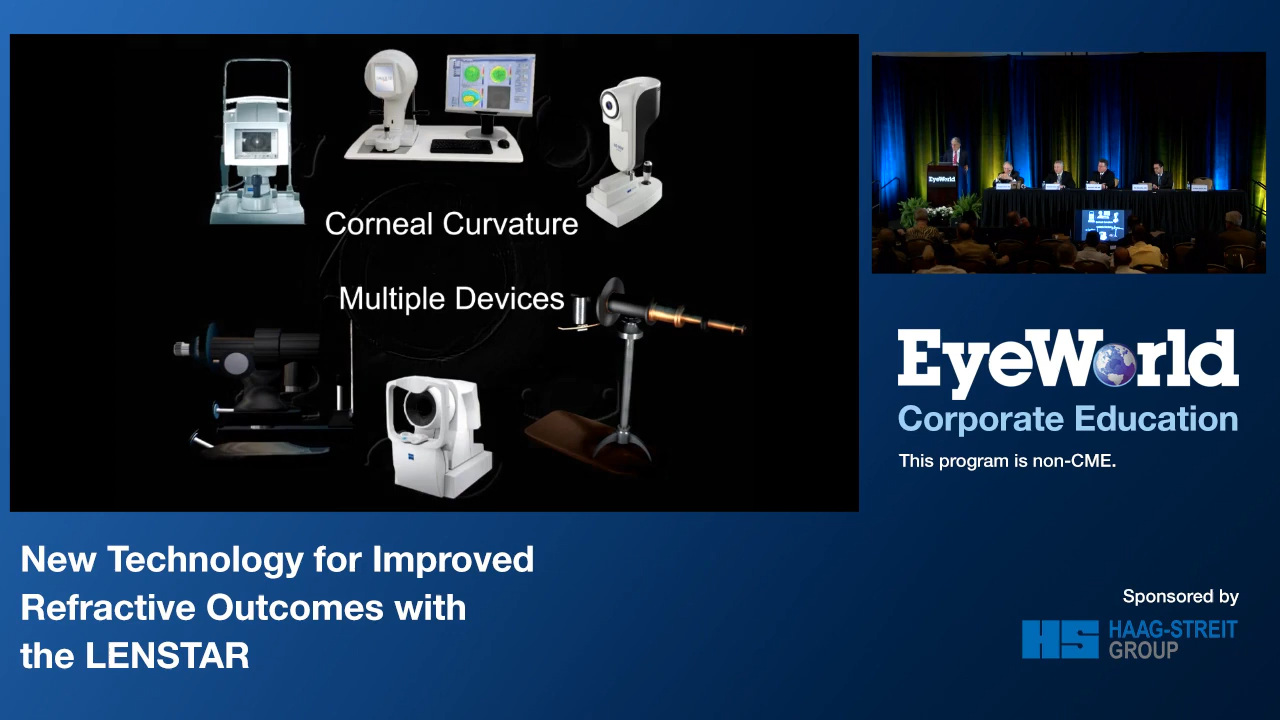 Corneal Curvature
Multiple Devices
EyeWorld
EyeWorld
Corporate Education
This program is non-CME.
New Technology for Improved
Refractive Outcomes with
the LENSTAR
Sponsored by
HS HAAG-STREIT
GROUP